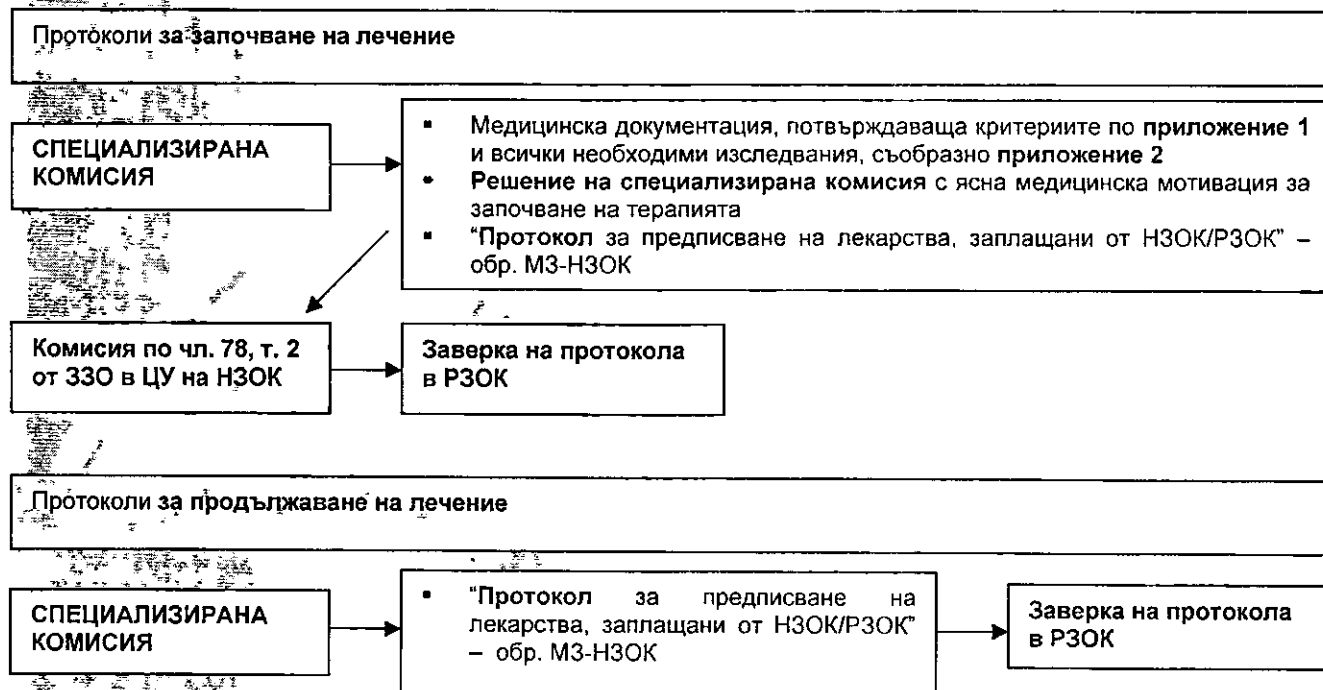 Протоколи за започване на лечение
СПЕЦИАЛИЗИРАНА
КОМИСИЯ
▪ Медицинска документация, потвърждаваща критериите по приложение 1
и всички необходими изследвания, съобразно приложение 2
▪ Решение на специализирана комисия с ясна медицинска мотивация за
започване на терапията
▪ "Протокол за предписване на лекарства, заплащани от НЗОК/РЗОК" –
обр. МЗ-НЗОК
Комисия по чл. 78, т. 2
от ЗЗО в ЦУ на НЗОК
Заверка на протокола
в РЗОК
Протоколи за продължаване на лечение
СПЕЦИАЛИЗИРАНА
КОМИСИЯ
▪ "Протокол за предписване на
лекарства, заплащани от НЗОК/РЗОК"
– обр. МЗ-НЗОК
Заверка на протокола
в РЗОК